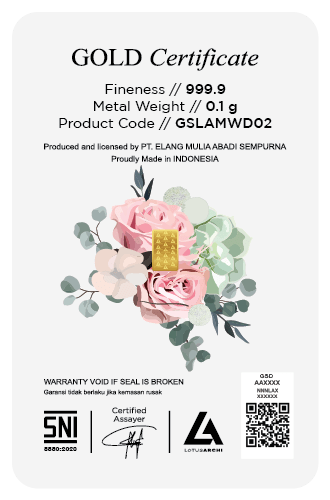 GOLD Certificate
Fineness // 999.9
Metal Weight // 0.1 g
Product Code // GSLAMWD02
Produced and licensed by PT. ELANG MULIA ABADI SEMPURNA
Proudly Made in INDONESIA
WARRANTY VOID IF SEAL IS BROKEN
Garansi tidak berlaku jika kemasan rusak
GBD
AAXXXX
NNNLAX
XXXXXX
SNI
8880:2020
Certified
Assayer
LOTUSARCHI